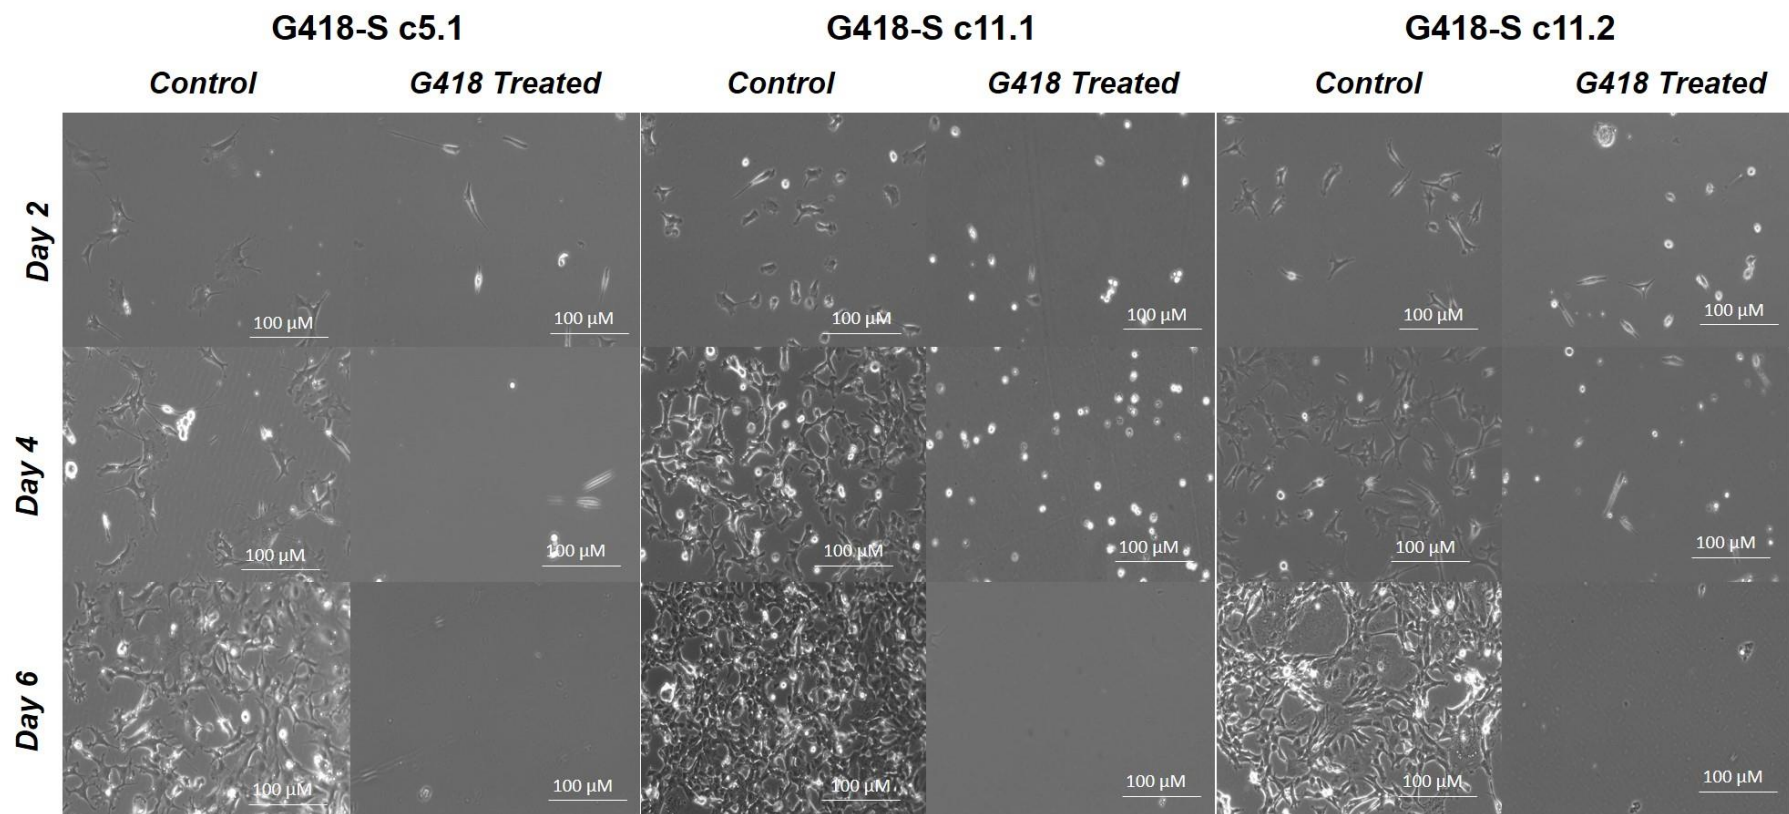 G418-S c5.1 G418-S c11.1 G418-S c11.2
Control G418 Treated Control G418 Treated Control G418 Treated
Day 2
100 µM 100 µM 100 µM 100 µM 100 µM 100 µM
Day 4
100 µM 100 µM 100 µM 100 µM 100 µM 100 µM
Day 6
100 µM 100 µM 100 µM 100 µM 100 µM 100 µM